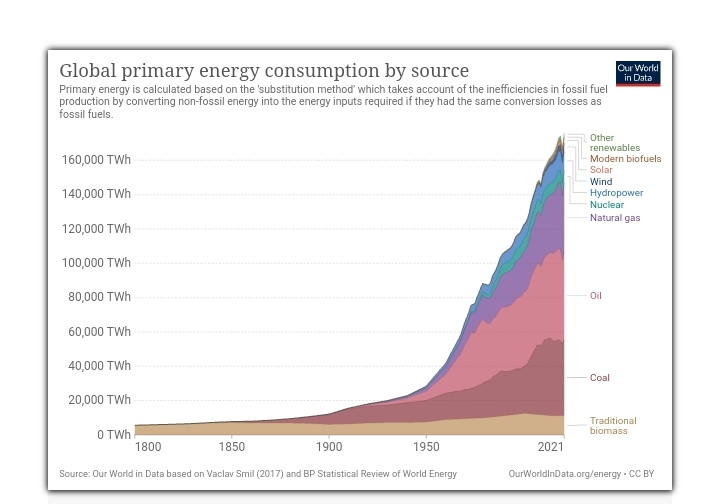 Global primary energy consumption by source
Our World
in Data
Primary energy is calculated based on the 'substitution method' which takes account of the inefficiencies in fossil fuel
production by converting non-fossil energy into the energy inputs required if they had the same conversion losses as
fossil fuels.
160,000 TWh
140,000 TWh
120,000 TWh
100,000 TWh
80,000 TWh
60,000 TWh
40,000 TWh
20,000 TWh
0 TWh
1800
1850
1900
1950
2021
Other
renewables
Modern biofuels
Solar
Wind
Hydropower
Nuclear
Natural gas
Oil
Coal
Traditional
biomass
Source: Our World in Data based on Vaclav Smil (2017) and BP Statistical Review of World Energy
OurWorldInData.org/energy • CC BY